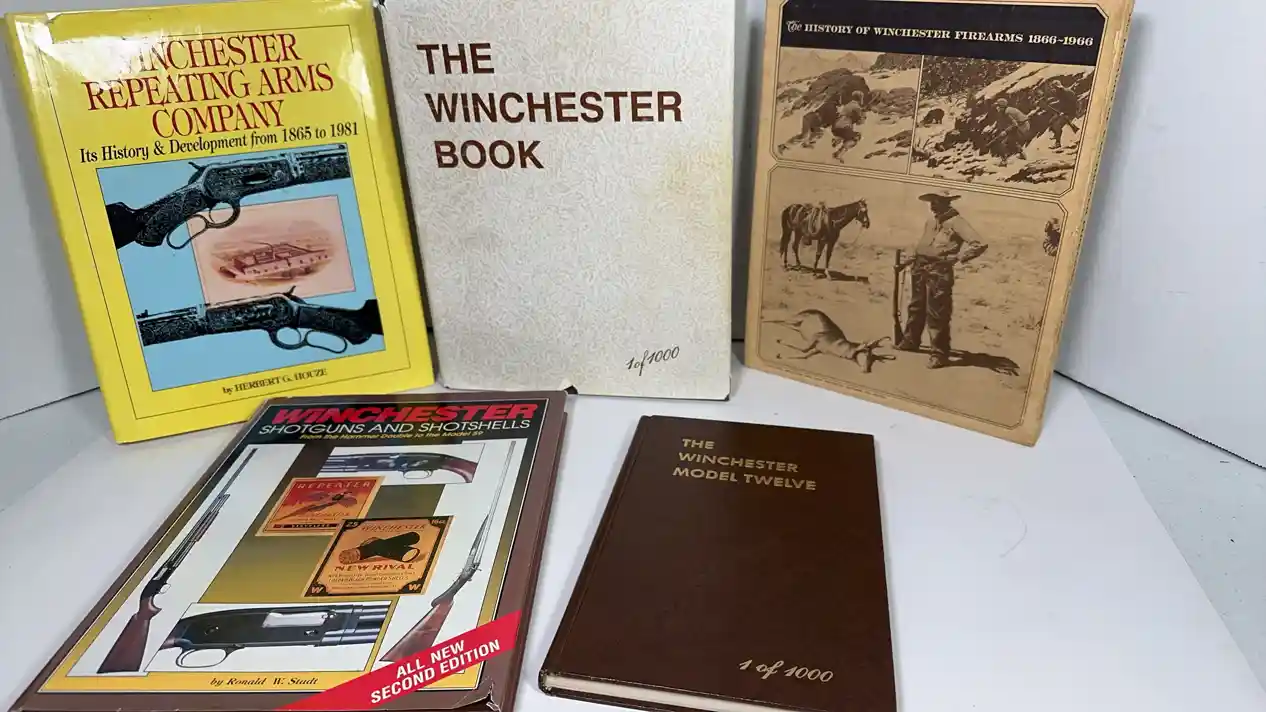 WINCHESTER
REPEATING ARMS
COMPANY
Its History & Development from 1865 to 1981
by HERBERT G. HOUZE
THE
WINCHESTER
BOOK
1 of 1000
The HISTORY OF WINCHESTER FIREARMS 1866-1966
WINCHESTER
SHOTGUNS AND SHOTSHELLS
From the Hammer Double to the Model 59
REPEATER
WINCHESTER
NEW RIVAL
W W
ALL NEW
SECOND EDITION
by Ronald W. Stadt
THE
WINCHESTER
MODEL TWELVE
1 of 1000